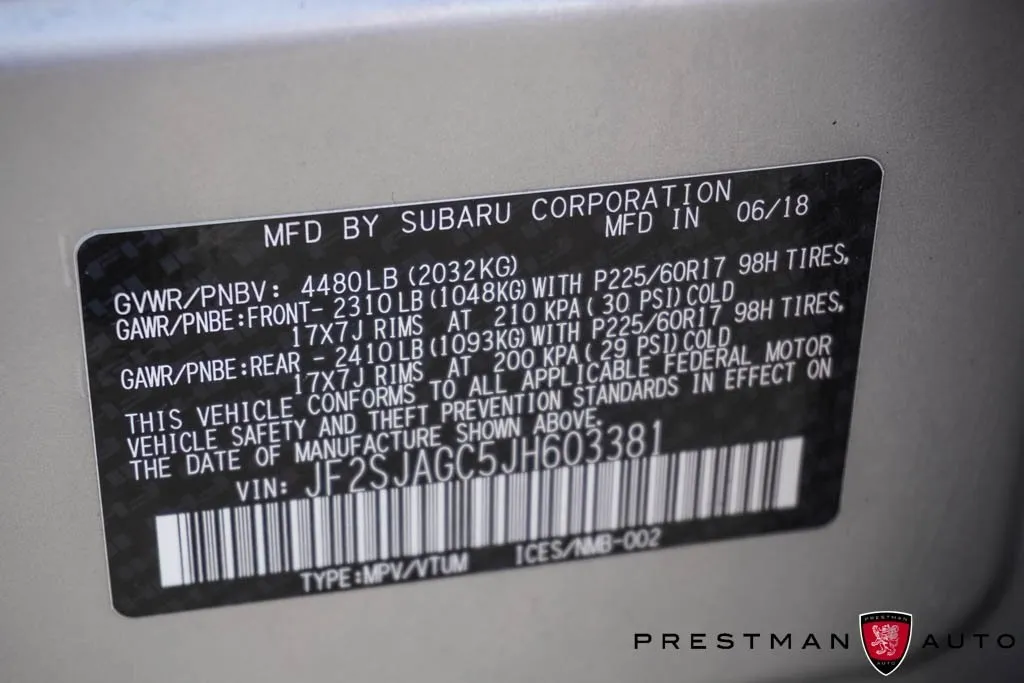 MFD BY SUBARU CORPORATION
MFD IN 06/18
GVWR/PNBV: 4480LB (2032KG)
GAWR/PNBE:FRONT- 2310LB (1048KG) WITH P225/60R17 98H TIRES,
17X7J RIMS AT 210 KPA ( 30 PSI) COLD
GAWR/PNBE:REAR - 2410LB (1093KG) WITH P225/60R17 98H TIRES,
17X7J RIMS AT 200 KPA ( 29 PSI) COLD
THIS VEHICLE CONFORMS TO ALL APPLICABLE FEDERAL MOTOR
VEHICLE SAFETY AND THEFT PREVENTION STANDARDS IN EFFECT ON
THE DATE OF MANUFACTURE SHOWN ABOVE.
VIN: JF2SJAGC5JH603381
TYPE:MPV/VTUM ICES/NMB-002
PRESTMAN AUTO
PRESTMAN
AUTO